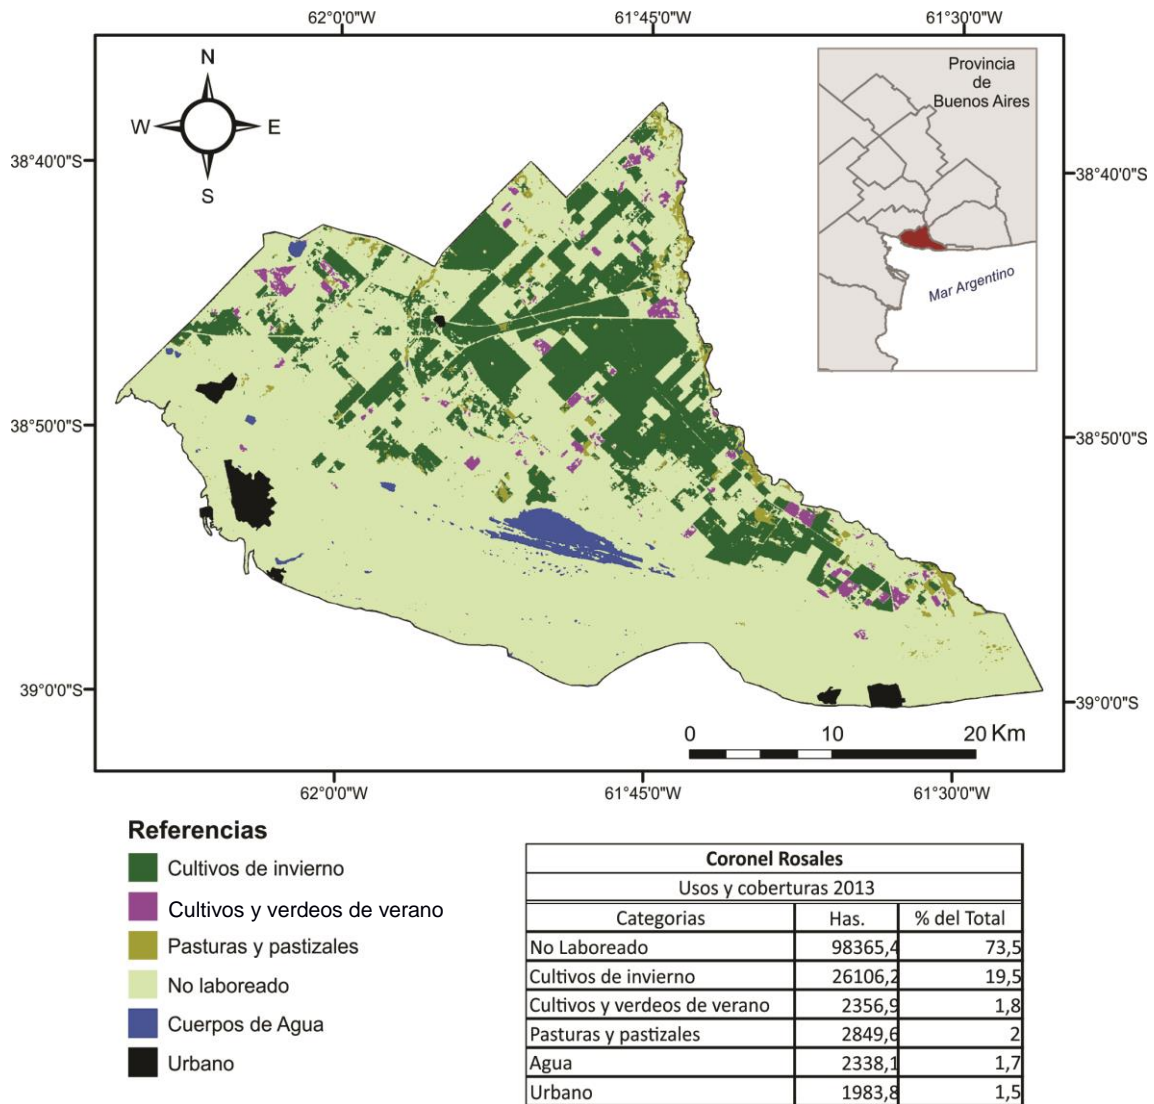 62°0'0"W 61°45'0"W 61°30'0"W
N
W E
S
Provincia
de
Buenos Aires
Mar Argentino
38°40'0"S 38°40'0"S
38°50'0"S 38°50'0"S
39°0'0"S 39°0'0"S
0 10 20 Km
62°0'0"W 61°45'0"W 61°30'0"W
Referencias
Cultivos de invierno
Cultivos y verdeos de verano
Pasturas y pastizales
No laboreado
Cuerpos de Agua
Urbano
Coronel Rosales
Usos y coberturas 2013
Categorias Has. % del Total
No Laboreado 98365,4 73,5
Cultivos de invierno 26106,2 19,5
Cultivos y verdeos de verano 2356,9 1,8
Pasturas y pastizales 2849,6 2
Agua 2338,1 1,7
Urbano 1983,8 1,5